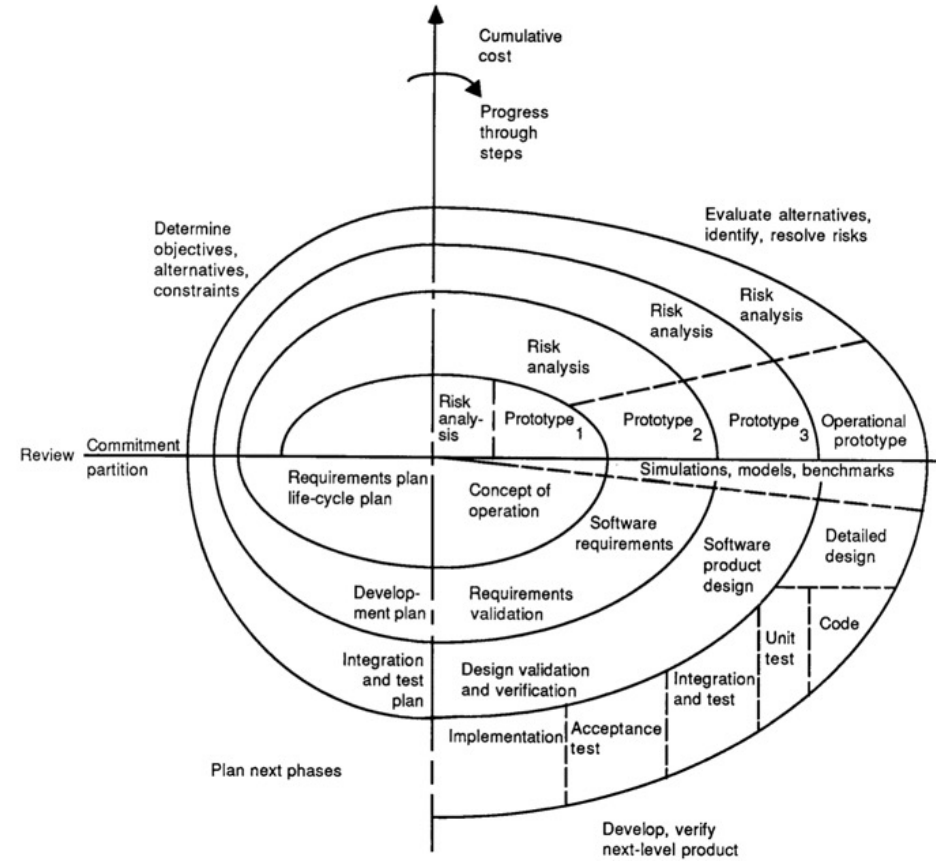 Cumulative
cost
Progress
through
steps
Evaluate alternatives,
identify, resolve risks
Determine
objectives,
alternatives,
constraints
Risk
analysis
Risk
analysis
Risk
analysis
Risk
analy-
sis
Prototype
1
Prototype
2
Prototype
3
Operational
prototype
Review
Commitment
partition
Simulations, models, benchmarks
Requirements plan
life-cycle plan
Concept of
operation
Software
requirements
Software
product
design
Detailed
design
Develop-
ment plan
Requirements
validation
Code
Unit
test
Integration
and test
plan
Design validation
and verification
Integration
and test
Acceptance
test
Implementation
Plan next phases
Develop, verify
next-level product